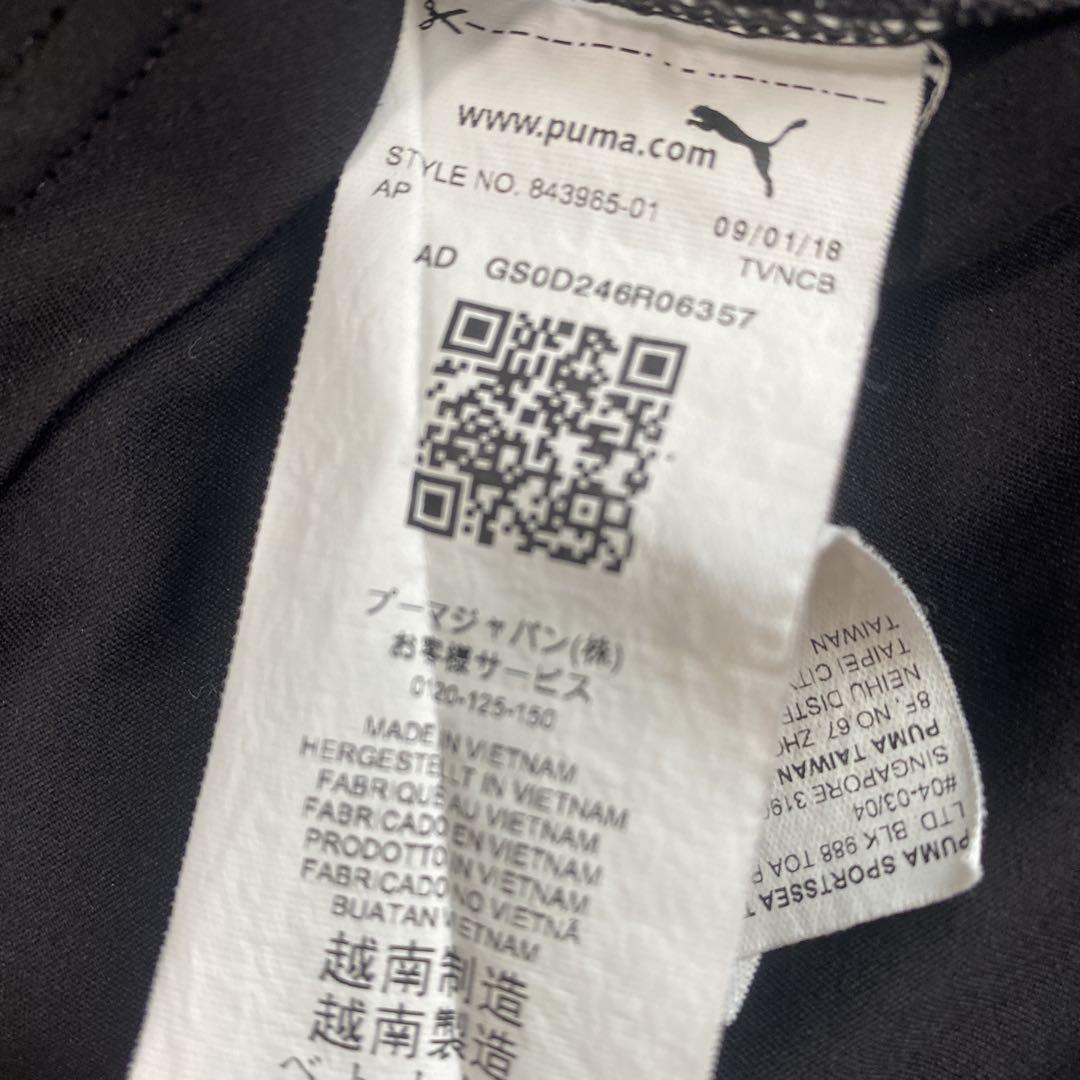 www.puma.com
STYLE NO. 843985-01
AP
09/01/18
TVNCB
AD GS0D246R06357
プーマジャパン(株)
お客様サービス
0120-125-150
MADE IN VIETNAM
HERGESTELLT IN VIETNAM
FABRIQUE AU VIETNAM
FABRICADO EN VIETNAM
PRODOTTO IN VIETNAM
FABRICADO NO VIETNÃ
BUATAN VIETNAM
越南制造
越南製造
PUMA SPORTSSEA
LTD BLK 988 TOA
#04-03/04
SINGAPORE
PUMA TAIWAN
8F. NO 67
NEIHU
TAIPEI
TAIWAN